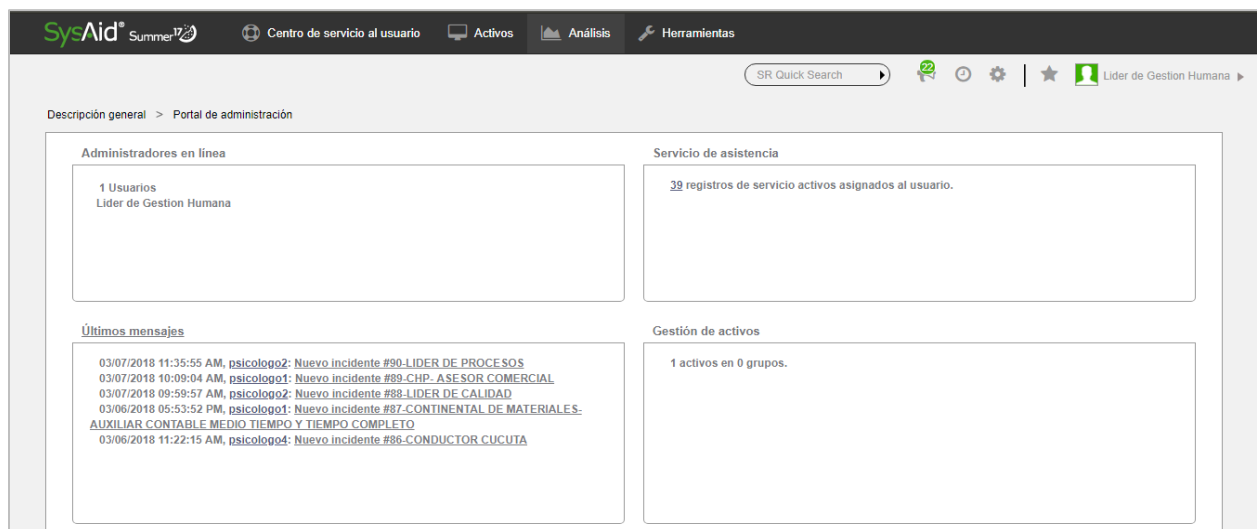 SysAid® Summer17 Centro de servicio al usuario Activos Análisis Herramientas
SR Quick Search 22 Lider de Gestion Humana
Descripción general > Portal de administración
Administradores en línea
1 Usuarios
Lider de Gestion Humana
Servicio de asistencia
39 registros de servicio activos asignados al usuario.
Últimos mensajes
03/07/2018 11:35:55 AM, psicologo2: Nuevo incidente #90-LIDER DE PROCESOS
03/07/2018 10:09:04 AM, psicologo1: Nuevo incidente #89-CHP- ASESOR COMERCIAL
03/07/2018 09:59:57 AM, psicologo2: Nuevo incidente #88-LIDER DE CALIDAD
03/06/2018 05:53:52 PM, psicologo1: Nuevo incidente #87-CONTINENTAL DE MATERIALES-
AUXILIAR CONTABLE MEDIO TIEMPO Y TIEMPO COMPLETO
03/06/2018 11:22:15 AM, psicologo4: Nuevo incidente #86-CONDUCTOR CUCUTA
Gestión de activos
1 activos en 0 grupos.